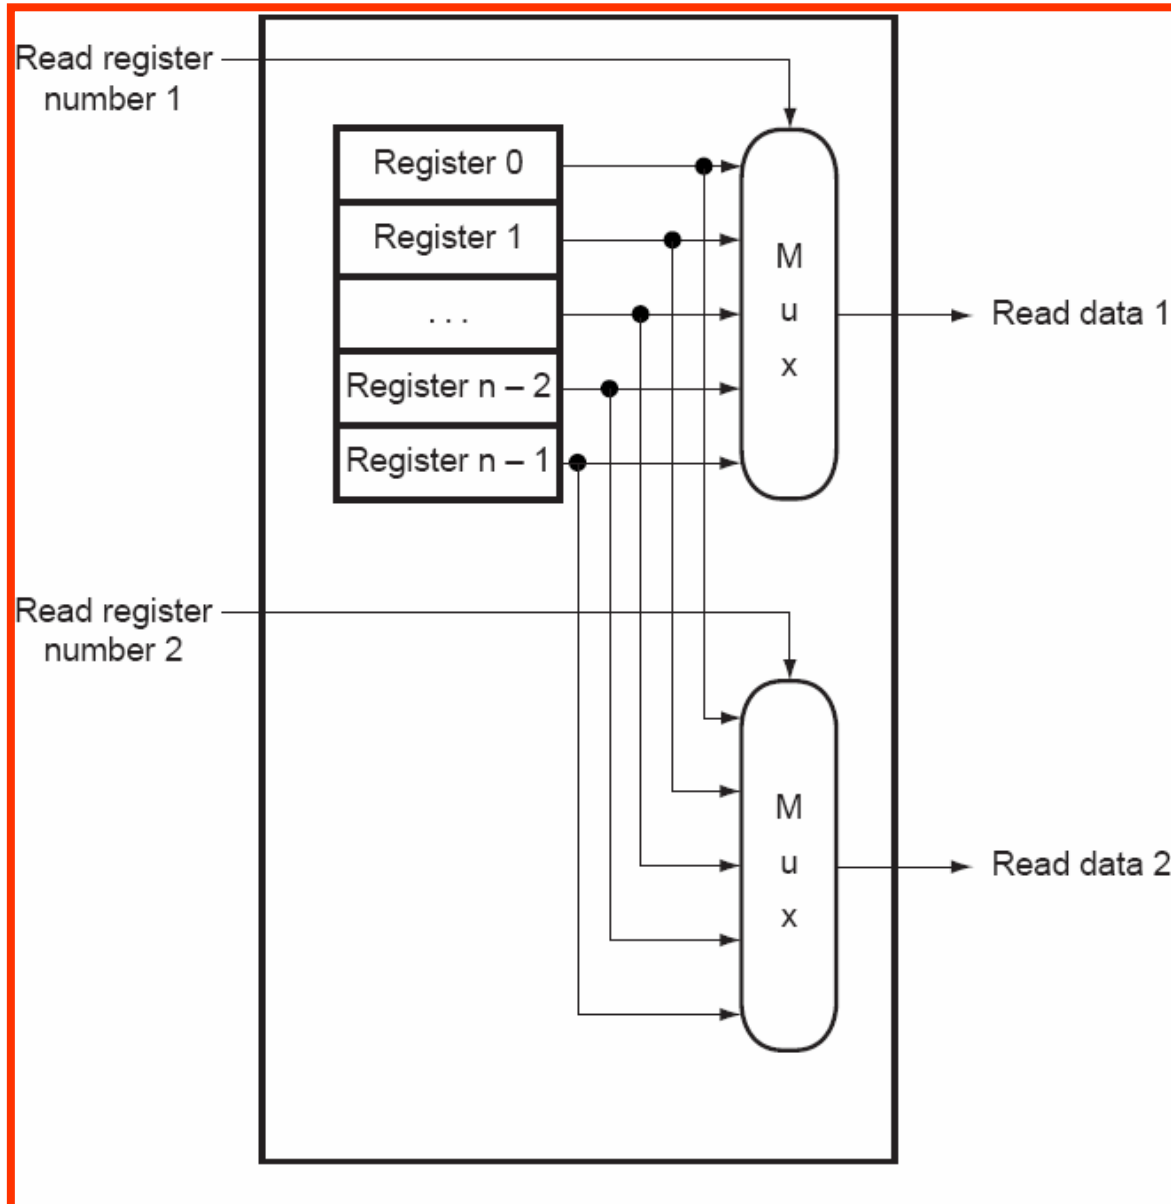 Read register
number 1
Register 0
Register 1
. . .
Register n – 2
Register n – 1
M
u
x
Read data 1
Read register
number 2
M
u
x
Read data 2